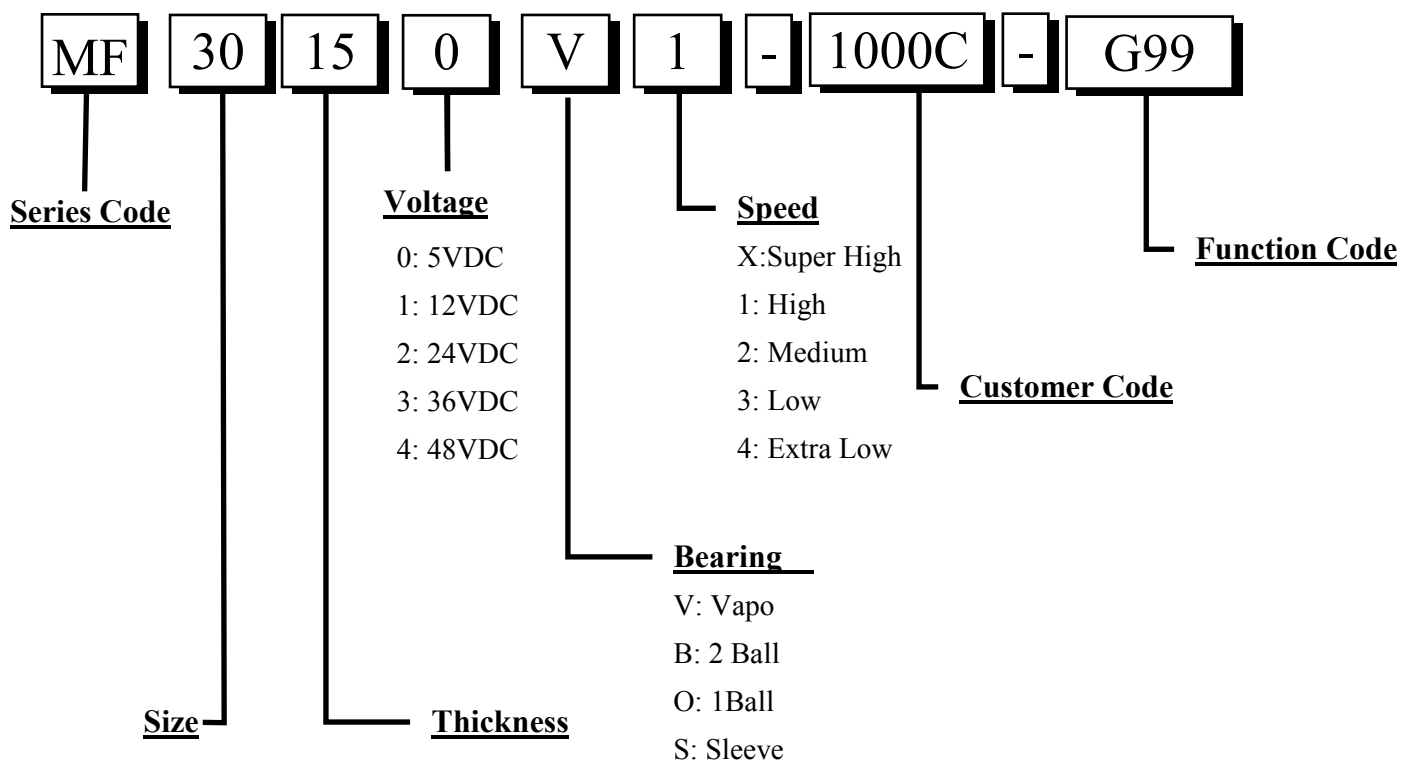 MF 30 15 0 V 1 - 1000C - G99
Series Code
Voltage
0: 5VDC
1: 12VDC
2: 24VDC
3: 36VDC
4: 48VDC
Speed
X:Super High
1: High
2: Medium
3: Low
4: Extra Low
Function Code
Customer Code
Bearing
V: Vapo
B: 2 Ball
O: 1Ball
S: Sleeve
Size
Thickness